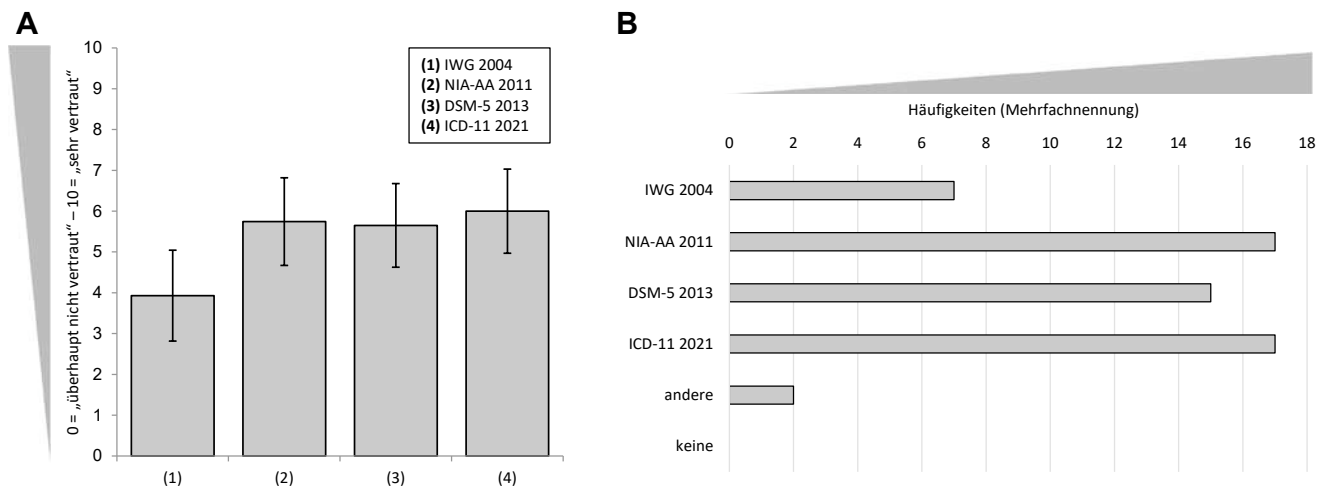 A
0 = „überhaupt nicht vertraut“ – 10 = „sehr vertraut“
10
9
8
7
6
5
4
3
2
1
0
(1) IWG 2004
(2) NIA-AA 2011
(3) DSM-5 2013
(4) ICD-11 2021
(1) (2) (3) (4)
B
Häufigkeiten (Mehrfachnennung)
0 2 4 6 8 10 12 14 16 18
IWG 2004
NIA-AA 2011
DSM-5 2013
ICD-11 2021
andere
keine